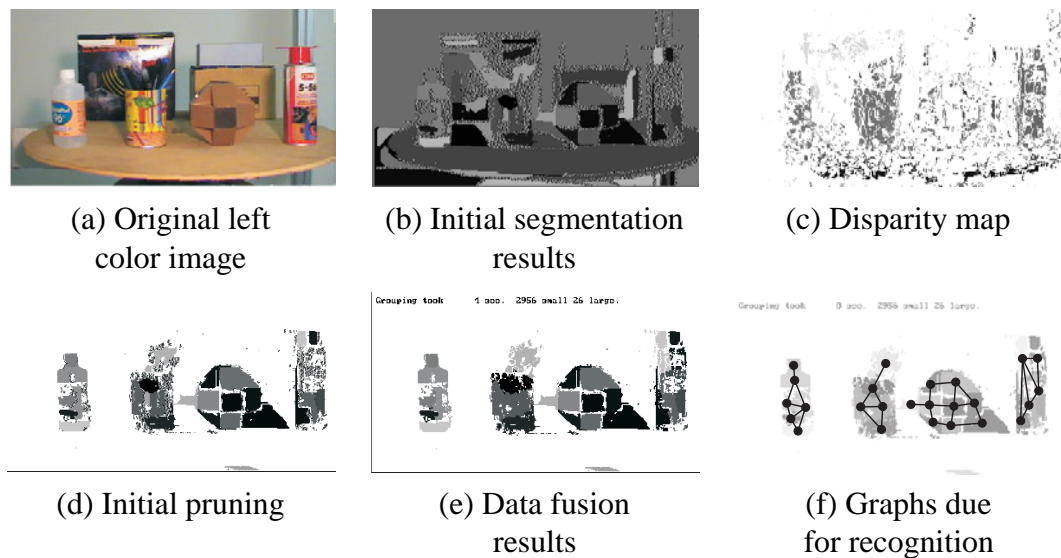 (a) Original left
color image
(b) Initial segmentation
results
(c) Disparity map
Grouping took 1 sec. 2956 small 26 large.
Grouping took 0 sec. 2956 small 26 large.
(d) Initial pruning
(e) Data fusion
results
(f) Graphs due
for recognition